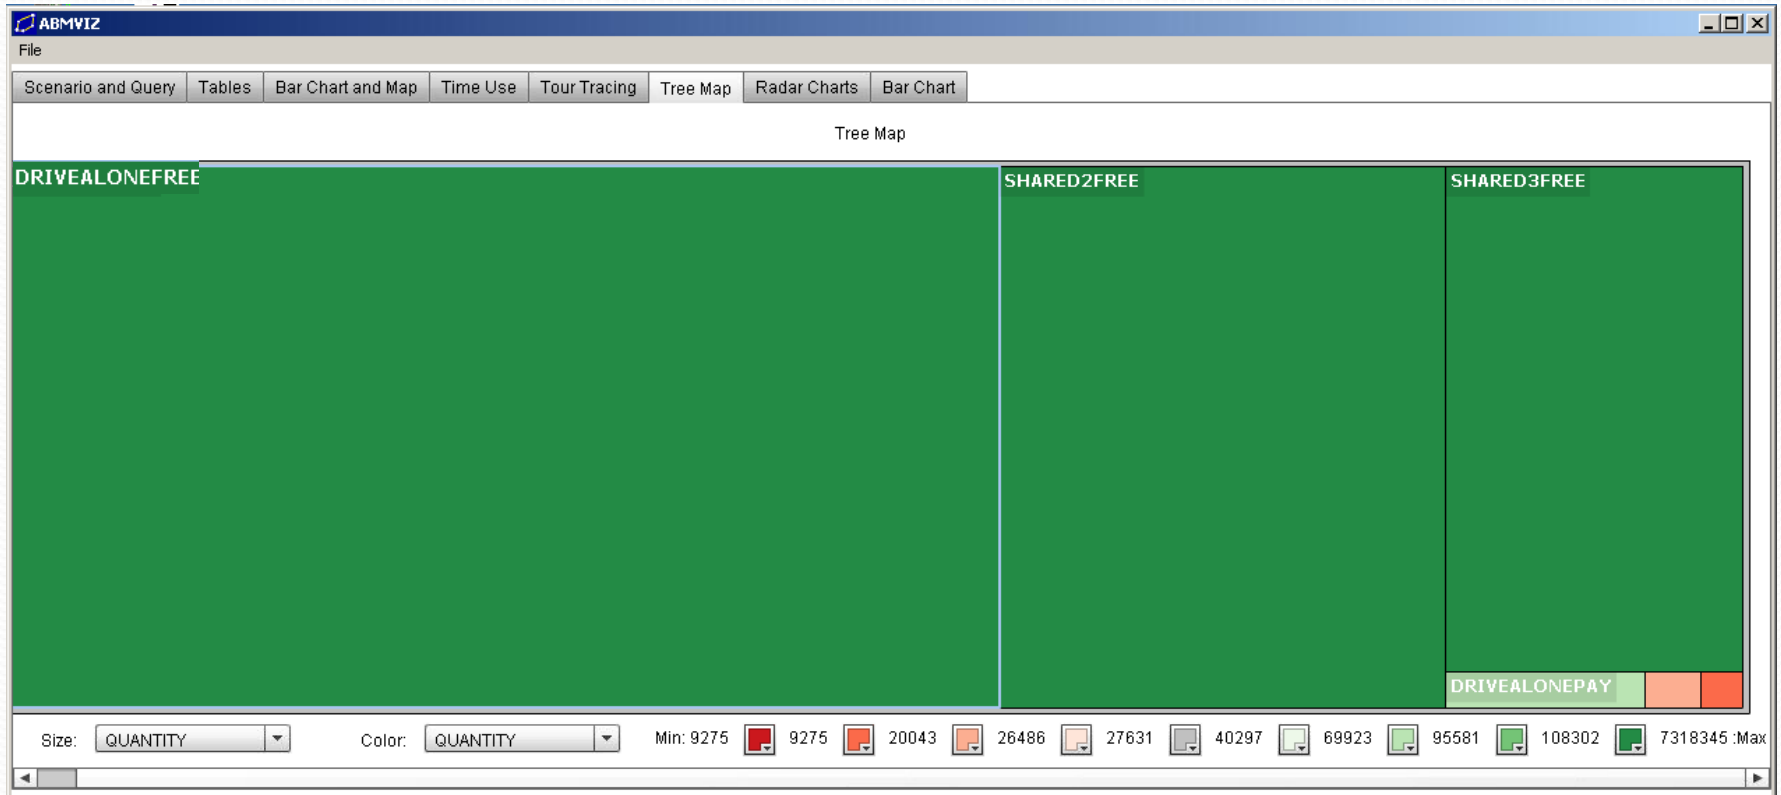 ABMVIZ
File
Scenario and Query Tables Bar Chart and Map Time Use Tour Tracing Tree Map Radar Charts Bar Chart
Tree Map
DRIVEALONEFREE SHARED2FREE SHARED3FREE
DRIVEALONEPAY
Size: QUANTITY Color: QUANTITY Min: 9275 9275 20043 26486 27631 40297 69923 95581 108302 7318345 :Max